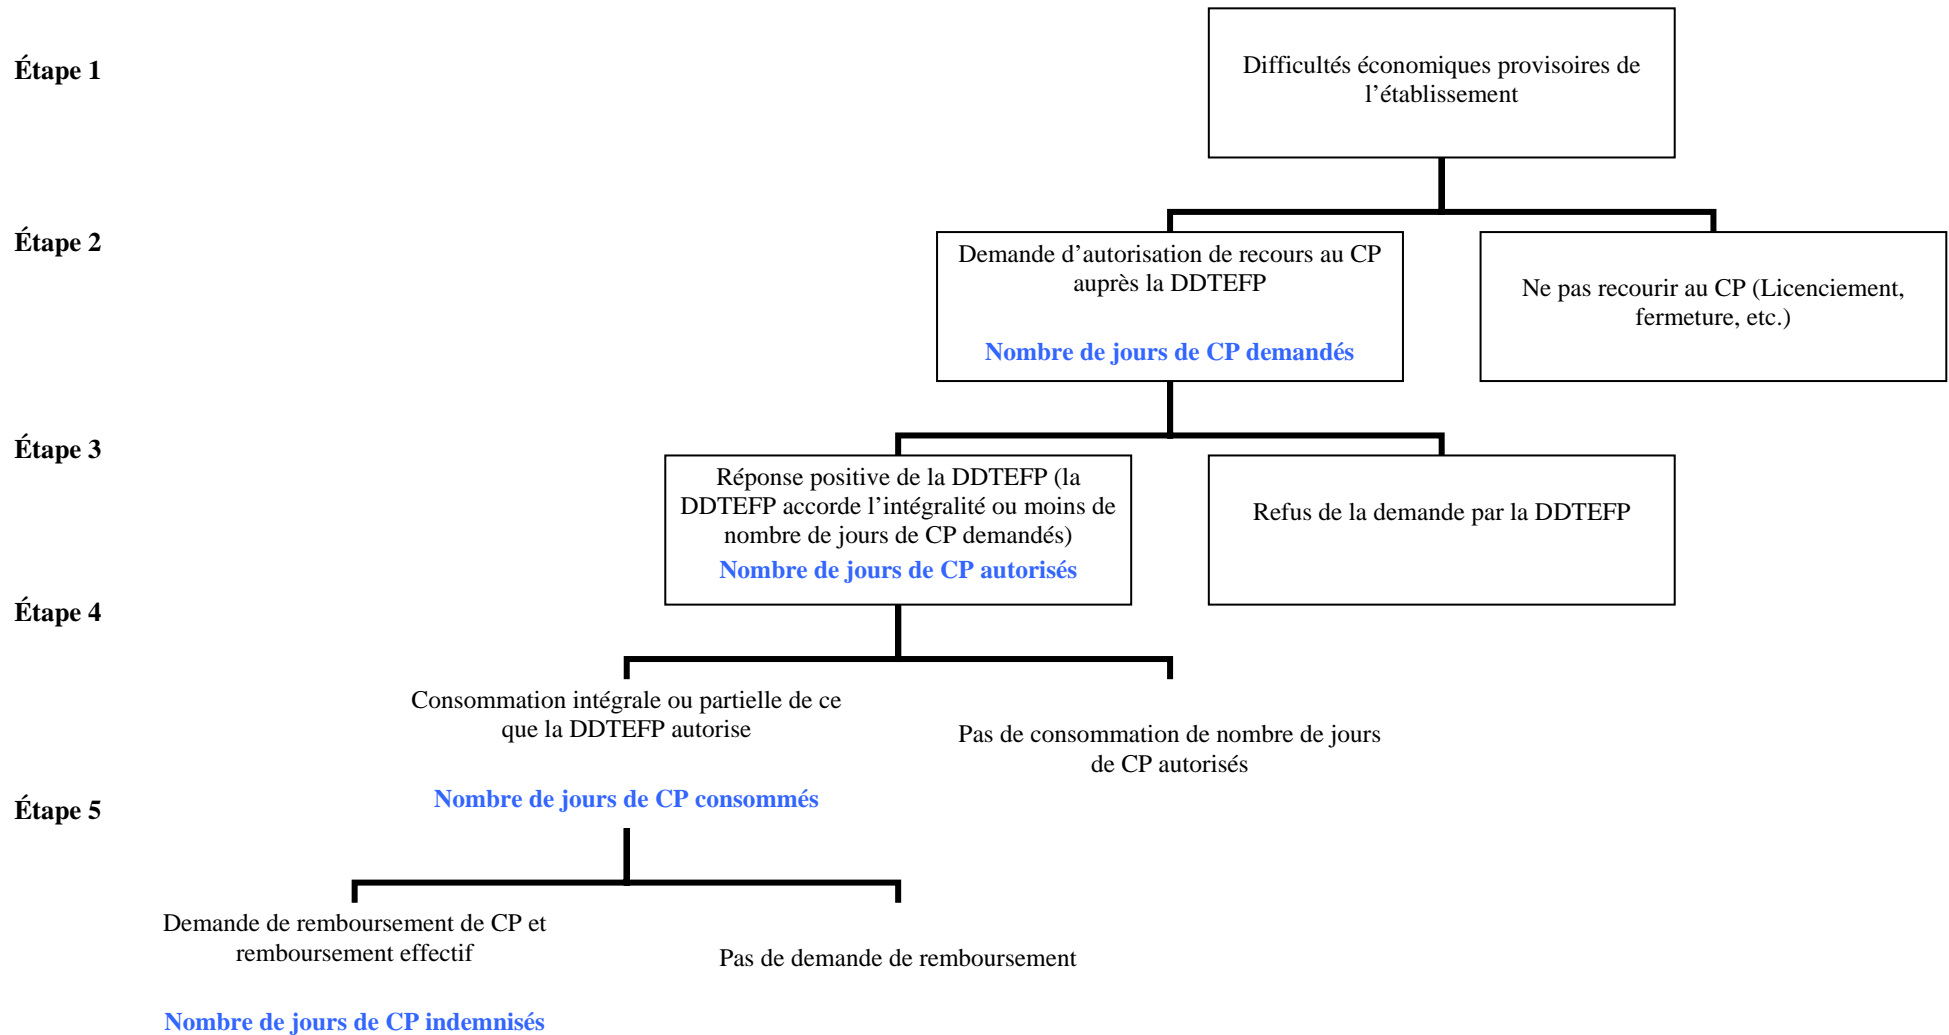 Étape 1
Difficultés économiques provisoires de
l’établissement
Étape 2
Demande d’autorisation de recours au CP
auprès la DDTEFP
Nombre de jours de CP demandés
Ne pas recourir au CP (Licenciement,
fermeture, etc.)
Étape 3
Réponse positive de la DDTEFP (la
DDTEFP accorde l’intégralité ou moins de
nombre de jours de CP demandés)
Nombre de jours de CP autorisés
Refus de la demande par la DDTEFP
Étape 4
Consommation intégrale ou partielle de ce
que la DDTEFP autorise
Nombre de jours de CP consommés
Pas de consommation de nombre de jours
de CP autorisés
Étape 5
Demande de remboursement de CP et
remboursement effectif
Nombre de jours de CP indemnisés
Pas de demande de remboursement